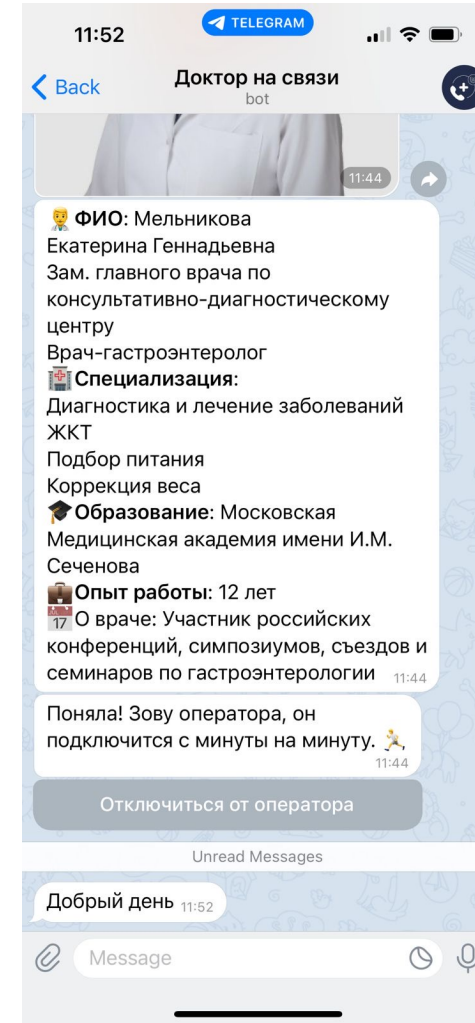 11:52
TELEGRAM
Back
Доктор на связи
bot
11:44
ФИО: Мельникова
Екатерина Геннадьевна
Зам. главного врача по
консультативно-диагностическому
центру
Врач-гастроэнтеролог
Специализация:
Диагностика и лечение заболеваний
ЖКТ
Подбор питания
Коррекция веса
Образование: Московская
Медицинская академия имени И.М.
Сеченова
Опыт работы: 12 лет
17 О враче: Участник российских
конференций, симпозиумов, съездов и
семинаров по гастроэнтерологии 11:44
Поняла! Зову оператора, он
подключится с минуты на минуту.
11:44
Отключиться от оператора
Unread Messages
Добрый день 11:52
Message